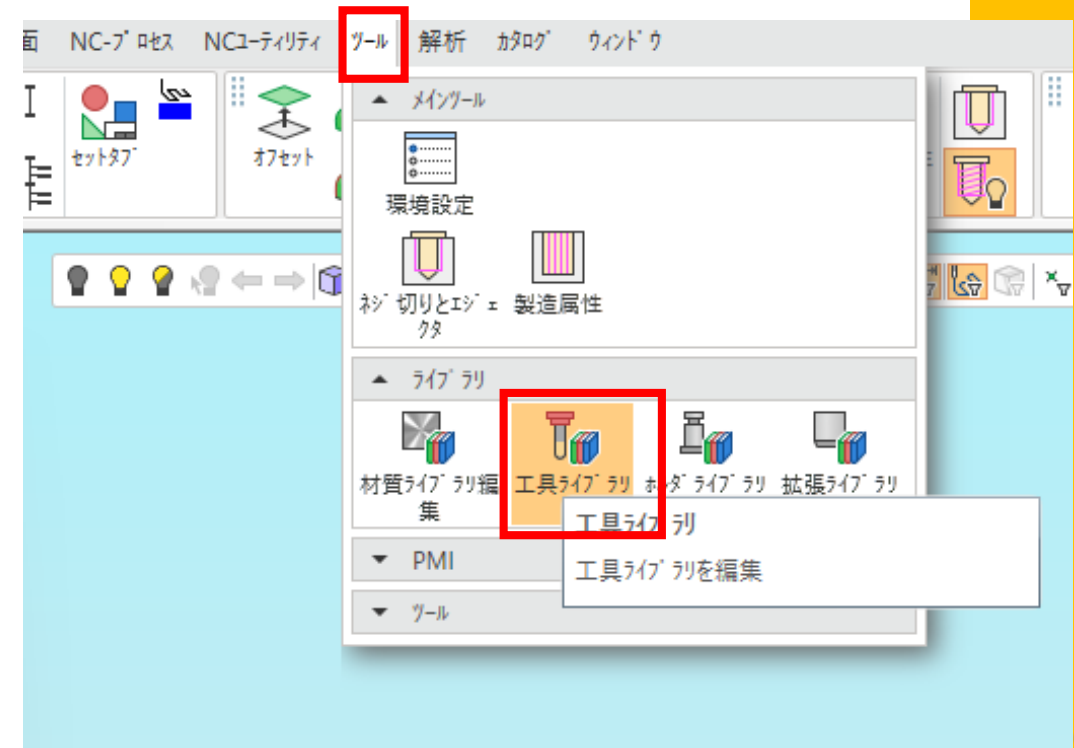 面 NC-ﾌﾟﾛｾｽ NCﾕｰﾃｨﾘﾃｨ ﾂｰﾙ 解析 ｶﾀﾛｸﾞ ｳｨﾝﾄﾞｳ
ｾｯﾄﾀﾌﾞ
ｵﾌｾｯﾄ
ﾒｲﾝﾂｰﾙ
環境設定
ﾈｼﾞ切りとｴｼﾞｪ
ｸﾀ
製造属性
ﾗｲﾌﾞﾗﾘ
材質ﾗｲﾌﾞﾗﾘ編
集
工具ﾗｲﾌﾞﾗﾘ
ﾎﾙﾀﾞﾗｲﾌﾞﾗﾘ
拡張ﾗｲﾌﾞﾗﾘ
工具ﾗｲﾌﾞﾗﾘ
工具ﾗｲﾌﾞﾗﾘを編集
PMI
ﾂｰﾙ